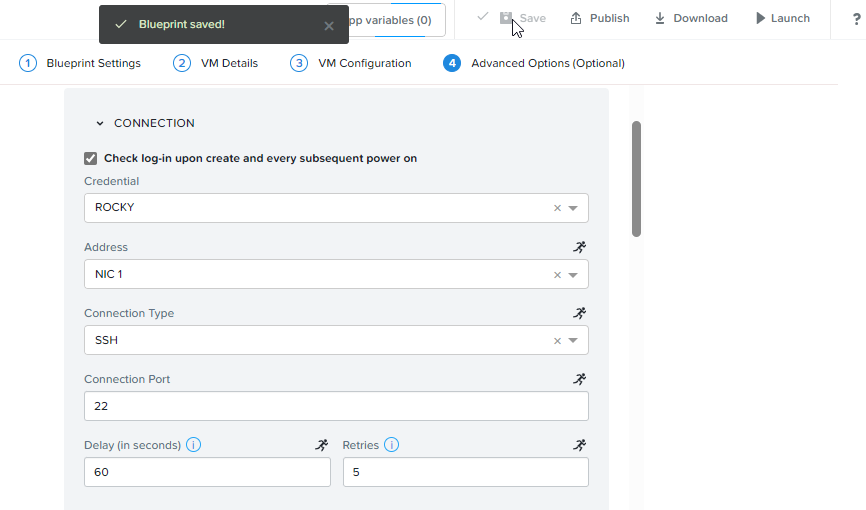 Blueprint saved!
pp variables (0)
Save
Publish
Download
Launch
?
1 Blueprint Settings
2 VM Details
3 VM Configuration
4 Advanced Options (Optional)
CONNECTION
Check log-in upon create and every subsequent power on
Credential
ROCKY
Address
NIC 1
Connection Type
SSH
Connection Port
22
Delay (in seconds)
Retries
60
5